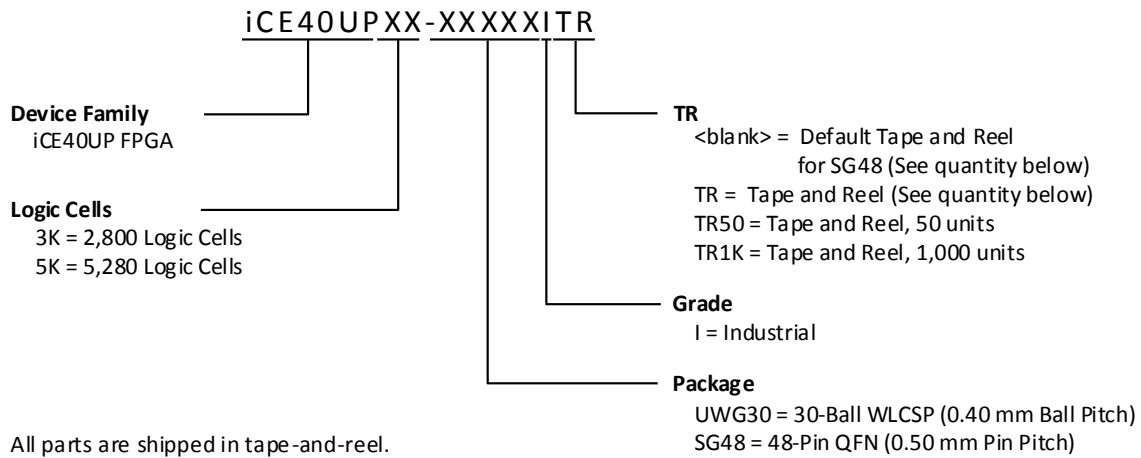 iCE40UPXX-XXXXXITR
Device Family
iCE40UP FPGA
Logic Cells
3K = 2,800 Logic Cells
5K = 5,280 Logic Cells
TR
<blank> = Default Tape and Reel
for SG48 (See quantity below)
TR = Tape and Reel (See quantity below)
TR50 = Tape and Reel, 50 units
TR1K = Tape and Reel, 1,000 units
Grade
I = Industrial
Package
UWG30 = 30-Ball WLCSP (0.40 mm Ball Pitch)
SG48 = 48-Pin QFN (0.50 mm Pin Pitch)
All parts are shipped in tape-and-reel.